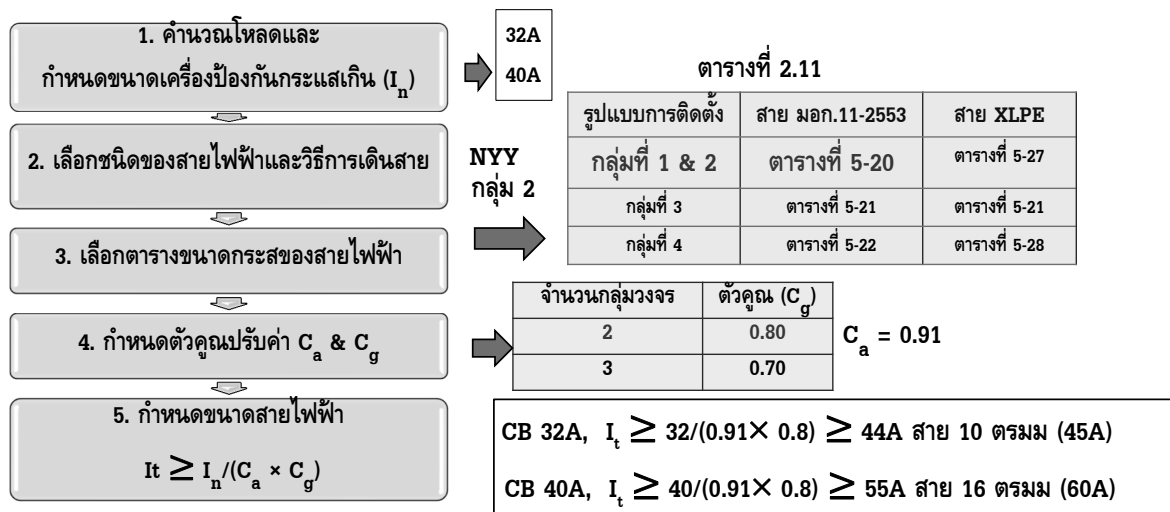 1. คำนวณโหลดและ
กำหนดขนาดเครื่องป้องกันกระแสเกิน (In)
32A
40A
2. เลือกชนิดของสายไฟฟ้าและวิธีการเดินสาย
NYY
กลุ่ม 2
3. เลือกตารางขนาดกระสของสายไฟฟ้า
ตารางที่ 2.11
รูปแบบการติดตั้ง สาย มอก.11-2553 สาย XLPE
กลุ่มที่ 1 & 2 ตารางที่ 5-20 ตารางที่ 5-27
กลุ่มที่ 3 ตารางที่ 5-21 ตารางที่ 5-21
กลุ่มที่ 4 ตารางที่ 5-22 ตารางที่ 5-28
4. กำหนดตัวคูณปรับค่า Ca & Cg
จำนวนกลุ่มวงจร ตัวคูณ (Cg)
2 0.80
3 0.70
Ca = 0.91
5. กำหนดขนาดสายไฟฟ้า
It ≥ In/(Ca × Cg)
CB 32A, It ≥ 32/(0.91× 0.8) ≥ 44A สาย 10 ตรมม (45A)
CB 40A, It ≥ 40/(0.91× 0.8) ≥ 55A สาย 16 ตรมม (60A)